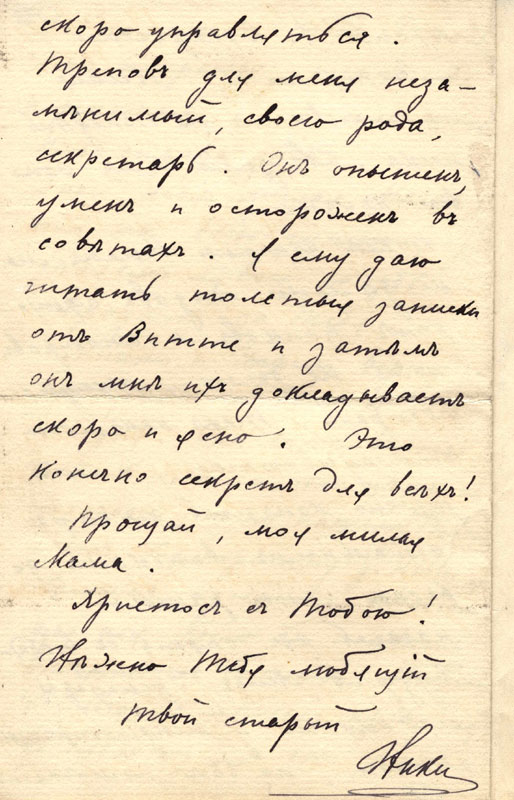 скоро управляться.
Треповъ для меня неза-
мѣнимый, своего рода,
секретарь. Онъ опытенъ,
уменъ и остороженъ въ
совѣтахъ. Я ему даю
читать толстыя записки
отъ Витте и затѣмъ
онъ мнѣ ихъ докладываетъ
скоро и ясно. Это
конечно секретъ для всѣхъ!
Прощай, моя милая
Мама.
Христосъ съ Тобою!
Нѣжно Тебя любящій
твой старый
Ники